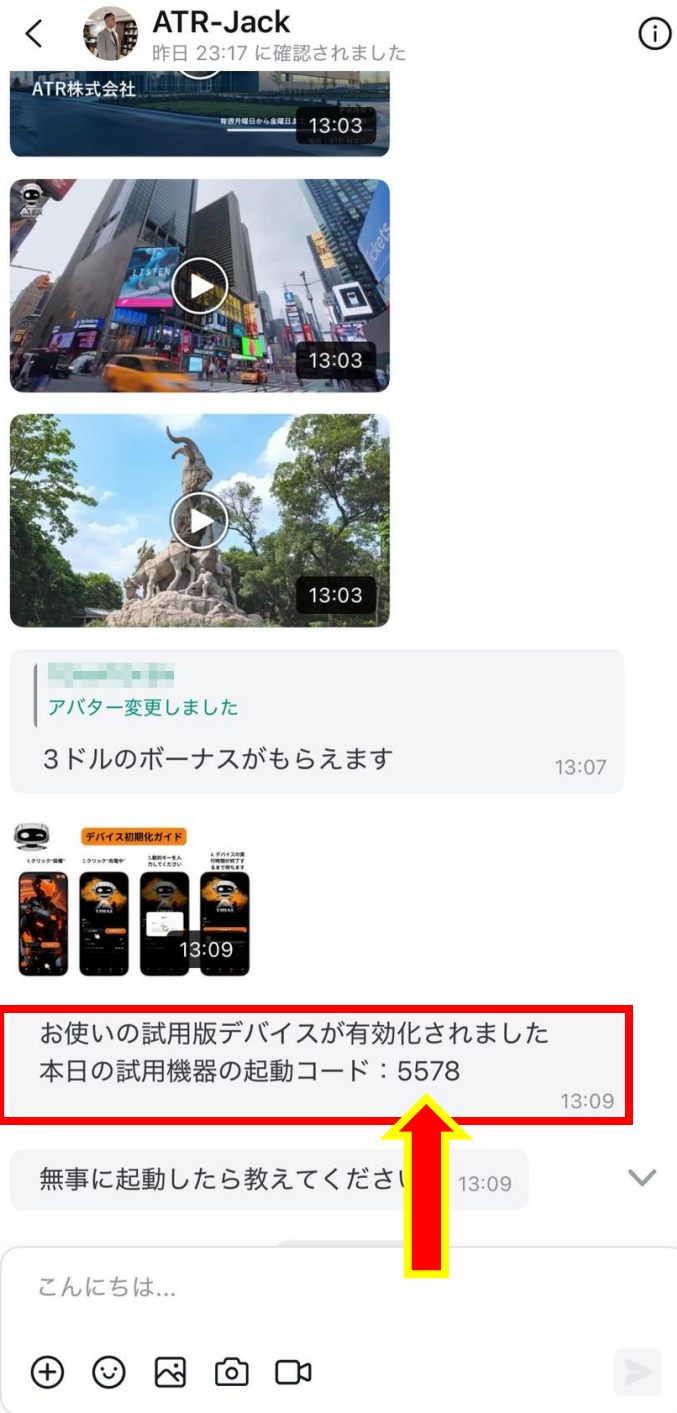 ATR-Jack
昨日 23:17 に確認されました
ATR株式会社
13:03
LISTEN
13:03
13:03
アバター変更しました
3ドルのボーナスがもらえます
13:07
デバイス初期化ガイド
13:09
お使いの試用版デバイスが有効化されました
本日の試用機器の起動コード：5578
13:09
無事に起動したら教えてくださ
13:09
こんにちは...